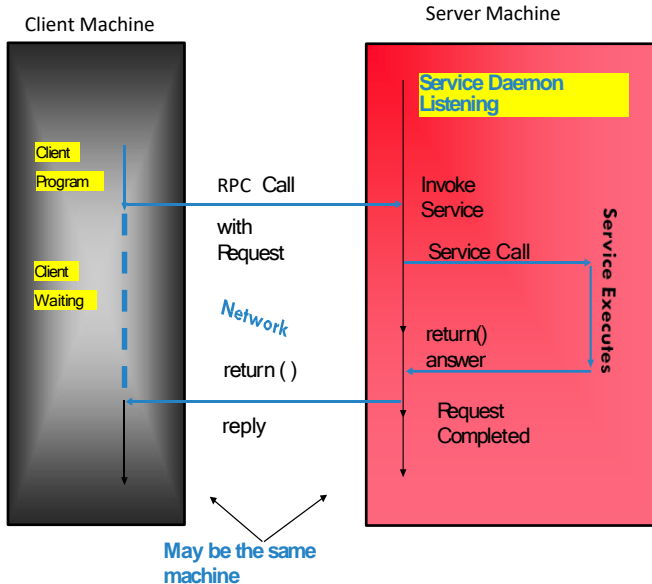 Client Machine
Server Machine
Service Daemon
Listening
Client
Program
RPC Call
with
Request
Invoke
Service
Service Call
Service Executes
Client
Waiting
Network
return ( )
reply
return()
answer
Request
Completed
May be the same
machine